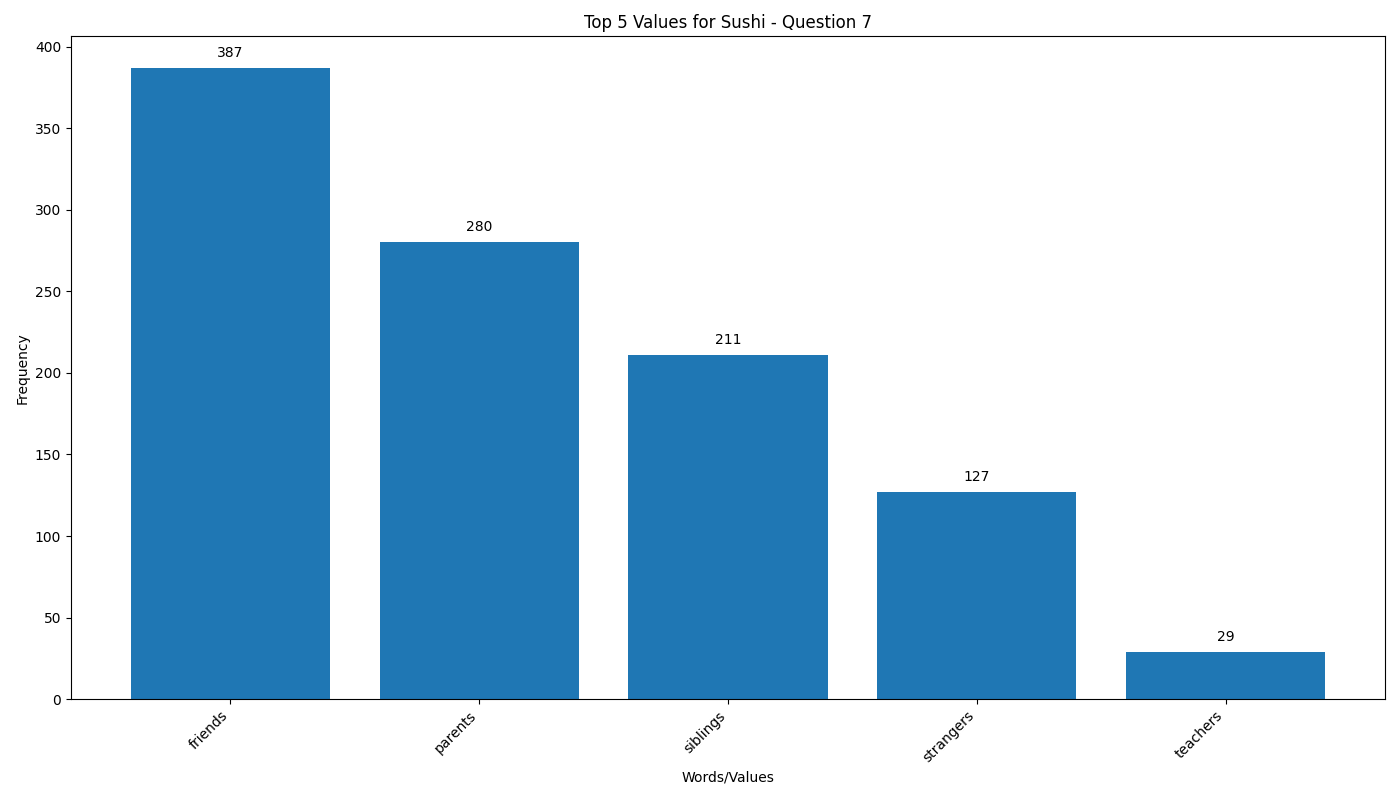 Top 5 Values for Sushi - Question 7
400
350
300
250
200
150
100
50
0
Frequency
387
280
211
127
29
friends
parents
siblings
strangers
teachers
Words/Values